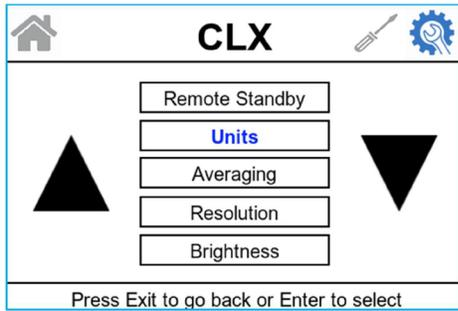 CLX
Remote Standby
Units
Averaging
Resolution
Brightness
Press Exit to go back or Enter to select